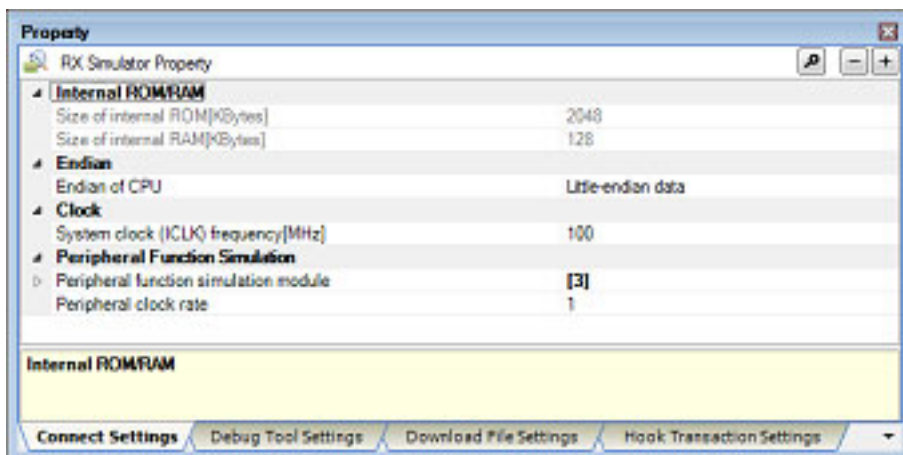 Property
RX Simulator Property
Internal ROM/RAM
Size of internal ROM[KBytes] 2048
Size of internal RAM[KBytes] 128
Endian
Endian of CPU Little-endian data
Clock
System clock (ICLK) frequency[MHz] 100
Peripheral Function Simulation
Peripheral function simulation module [3]
Peripheral clock rate 1
Internal ROM/RAM
Connect Settings Debug Tool Settings Download File Settings Hook Transaction Settings